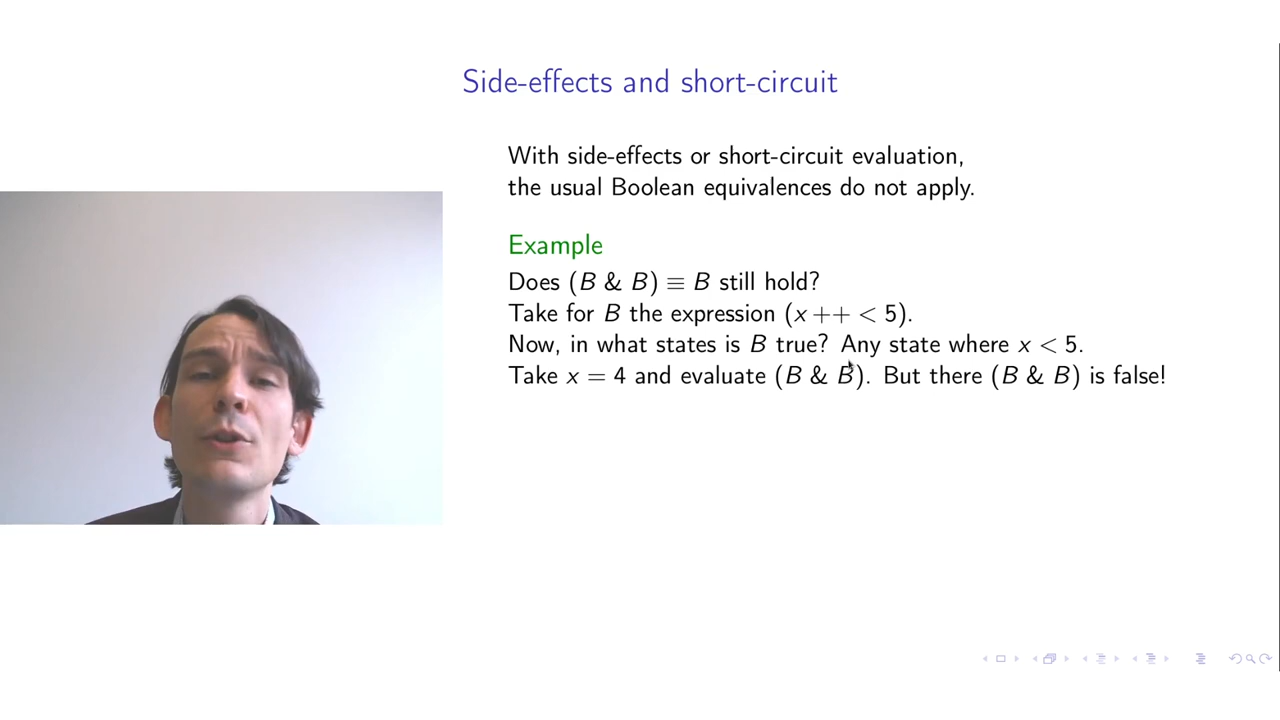 Side-effects and short-circuit
With side-effects or short-circuit evaluation,
the usual Boolean equivalences do not apply.
Example
Does (B & B) ≡ B still hold?
Take for B the expression (x ++ < 5).
Now, in what states is B true? Any state where x < 5.
Take x = 4 and evaluate (B & B). But there (B & B) is false!